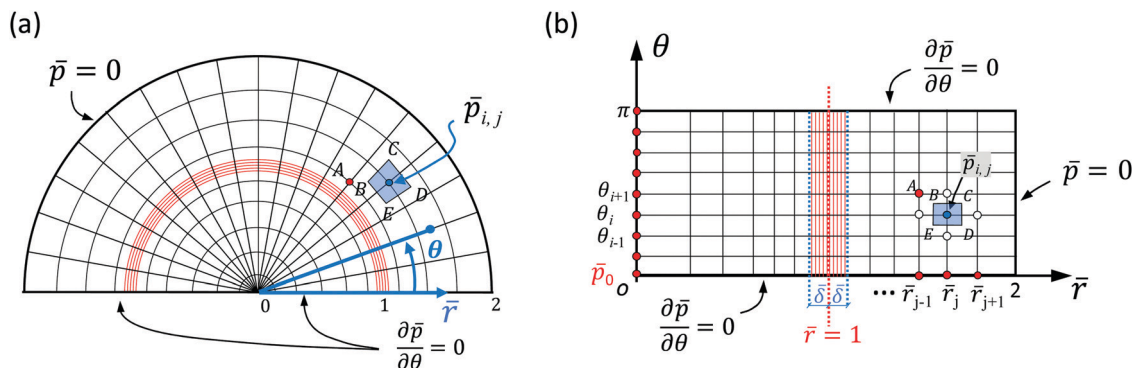 (a)
p̄ = 0
p̄i,j
A
B
C
D
E
θ
0
1
2
r̄
∂p̄/∂θ = 0
(b)
θ
∂p̄/∂θ = 0
π
p̄i,j
p̄ = 0
θi+1
A
B
C
θi
θi-1
E
D
p̄0
o
δ̄
δ̄
··· r̄j-1
r̄j
r̄j+1
2
r̄
∂p̄/∂θ = 0
r̄ = 1